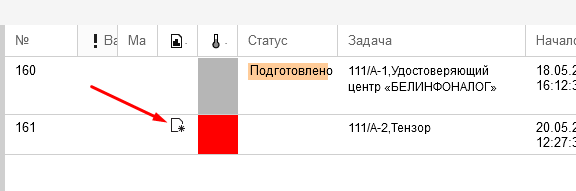 № Ва Ма . . Статус Задача Начало
160 Подготовлено 111/А-1,Удостоверяющий 18.05.2
центр «БЕЛИНФОНАЛОГ» 16:12:3
161 111/А-2,Тензор 20.05.2
12:27:3